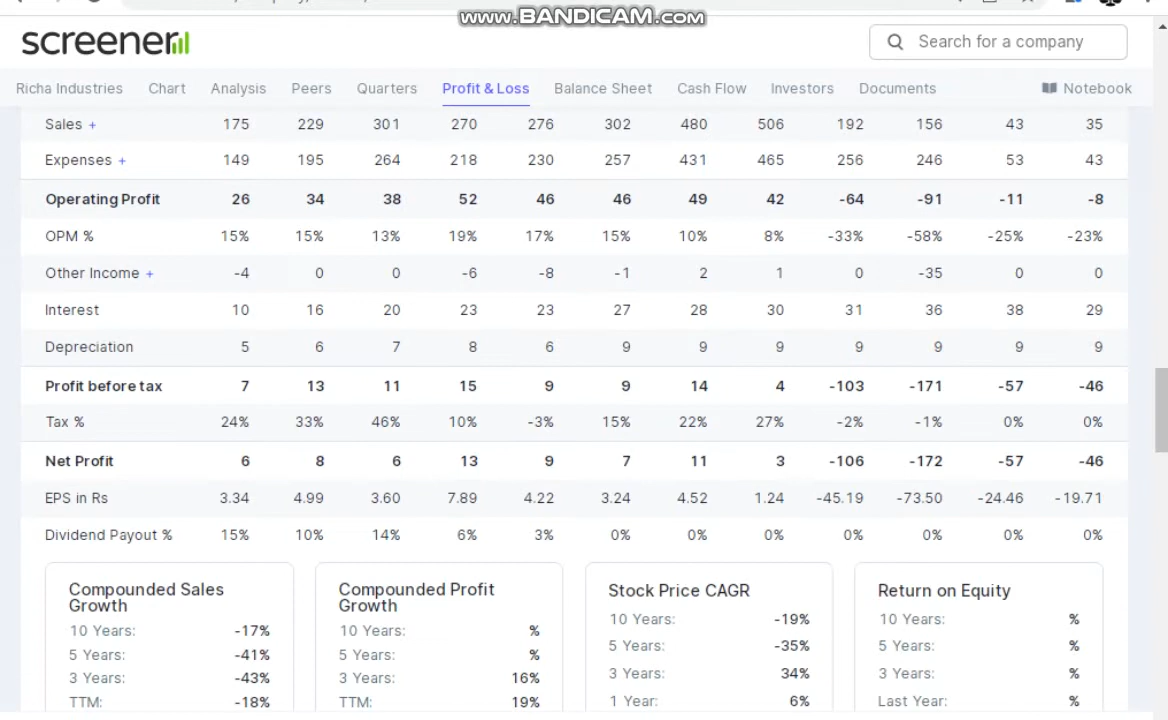 www.BANDICAM.com
screener
Search for a company
Richa Industries Chart Analysis Peers Quarters Profit & Loss Balance Sheet Cash Flow Investors Documents Notebook
Sales + 175 229 301 270 276 302 480 506 192 156 43 35
Expenses + 149 195 264 218 230 257 431 465 256 246 53 43
Operating Profit 26 34 38 52 46 46 49 42 -64 -91 -11 -8
OPM % 15% 15% 13% 19% 17% 15% 10% 8% -33% -58% -25% -23%
Other Income + -4 0 0 -6 -8 -1 2 1 0 -35 0 0
Interest 10 16 20 23 23 27 28 30 31 36 38 29
Depreciation 5 6 7 8 6 9 9 9 9 9 9 9
Profit before tax 7 13 11 15 9 9 14 4 -103 -171 -57 -46
Tax % 24% 33% 46% 10% -3% 15% 22% 27% -2% -1% 0% 0%
Net Profit 6 8 6 13 9 7 11 3 -106 -172 -57 -46
EPS in Rs 3.34 4.99 3.60 7.89 4.22 3.24 4.52 1.24 -45.19 -73.50 -24.46 -19.71
Dividend Payout % 15% 10% 14% 6% 3% 0% 0% 0% 0% 0% 0% 0%
Compounded Sales
Growth
10 Years: -17%
5 Years: -41%
3 Years: -43%
TTM: -18%
Compounded Profit
Growth
10 Years: %
5 Years: %
3 Years: 16%
TTM: 19%
Stock Price CAGR
10 Years: -19%
5 Years: -35%
3 Years: 34%
1 Year: 6%
Return on Equity
10 Years: %
5 Years: %
3 Years: %
Last Year: %